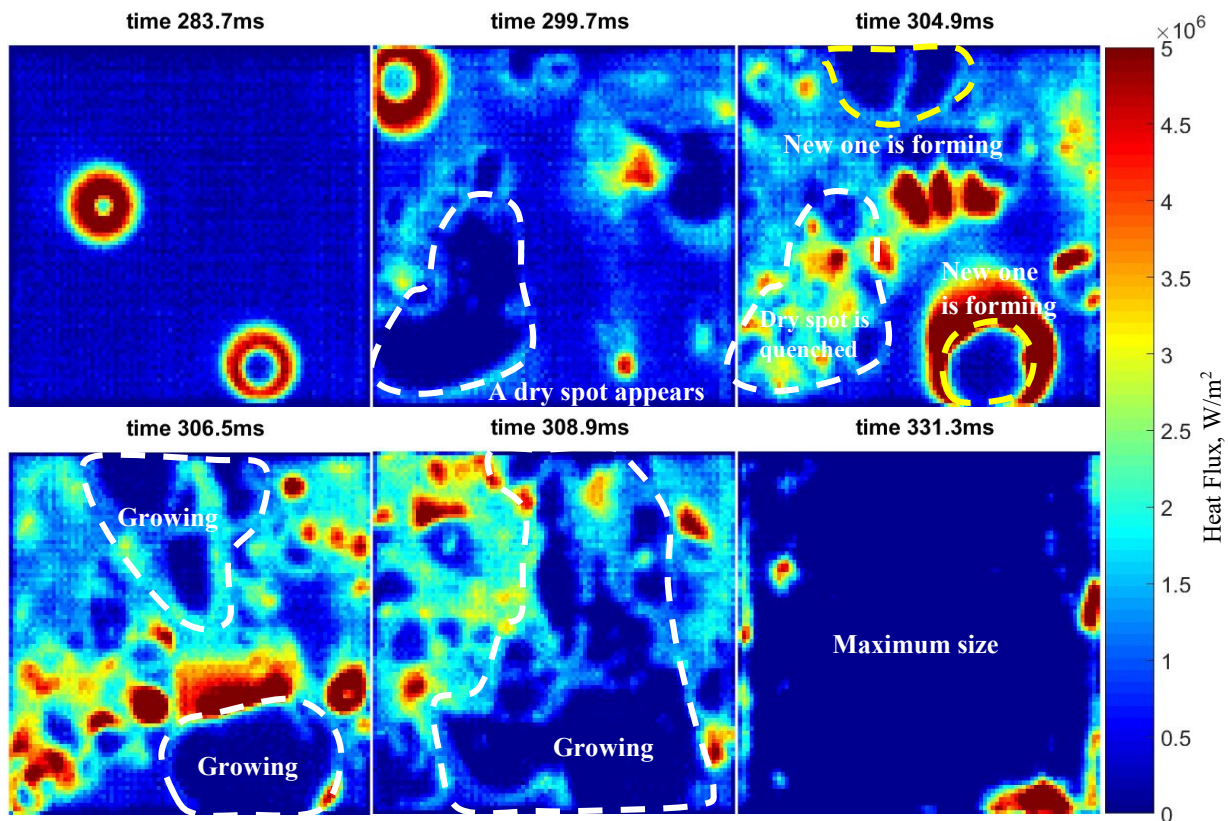 time 283.7ms
time 299.7ms
time 304.9ms
×10⁶
5
4.5
4
3.5
3
2.5
2
1.5
1
0.5
0
Heat Flux, W/m²
A dry spot appears
New one is forming
New one
is forming
Dry spot is
quenched
time 306.5ms
time 308.9ms
time 331.3ms
Growing
Growing
Growing
Maximum size